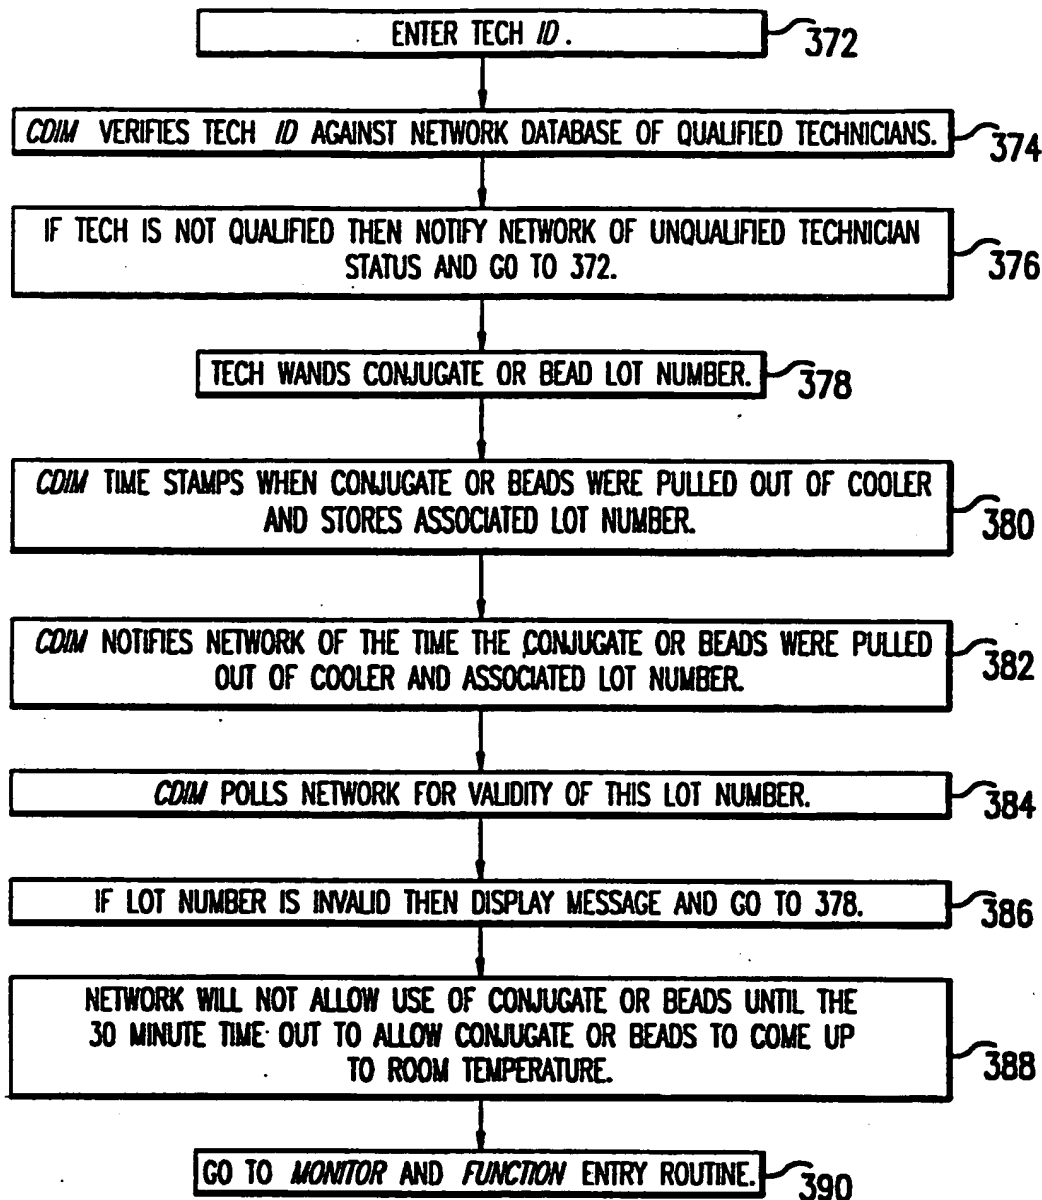 ENTER TECH ID.
372
CDIM VERIFIES TECH ID AGAINST NETWORK DATABASE OF QUALIFIED TECHNICIANS.
374
IF TECH IS NOT QUALIFIED THEN NOTIFY NETWORK OF UNQUALIFIED TECHNICIAN
STATUS AND GO TO 372.
376
TECH WANDS CONJUGATE OR BEAD LOT NUMBER.
378
CDIM TIME STAMPS WHEN CONJUGATE OR BEADS WERE PULLED OUT OF COOLER
AND STORES ASSOCIATED LOT NUMBER.
380
CDIM NOTIFIES NETWORK OF THE TIME THE CONJUGATE OR BEADS WERE PULLED
OUT OF COOLER AND ASSOCIATED LOT NUMBER.
382
CDIM POLLS NETWORK FOR VALIDITY OF THIS LOT NUMBER.
384
IF LOT NUMBER IS INVALID THEN DISPLAY MESSAGE AND GO TO 378.
386
NETWORK WILL NOT ALLOW USE OF CONJUGATE OR BEADS UNTIL THE
30 MINUTE TIME OUT TO ALLOW CONJUGATE OR BEADS TO COME UP
TO ROOM TEMPERATURE.
388
GO TO MONITOR AND FUNCTION ENTRY ROUTINE.
390